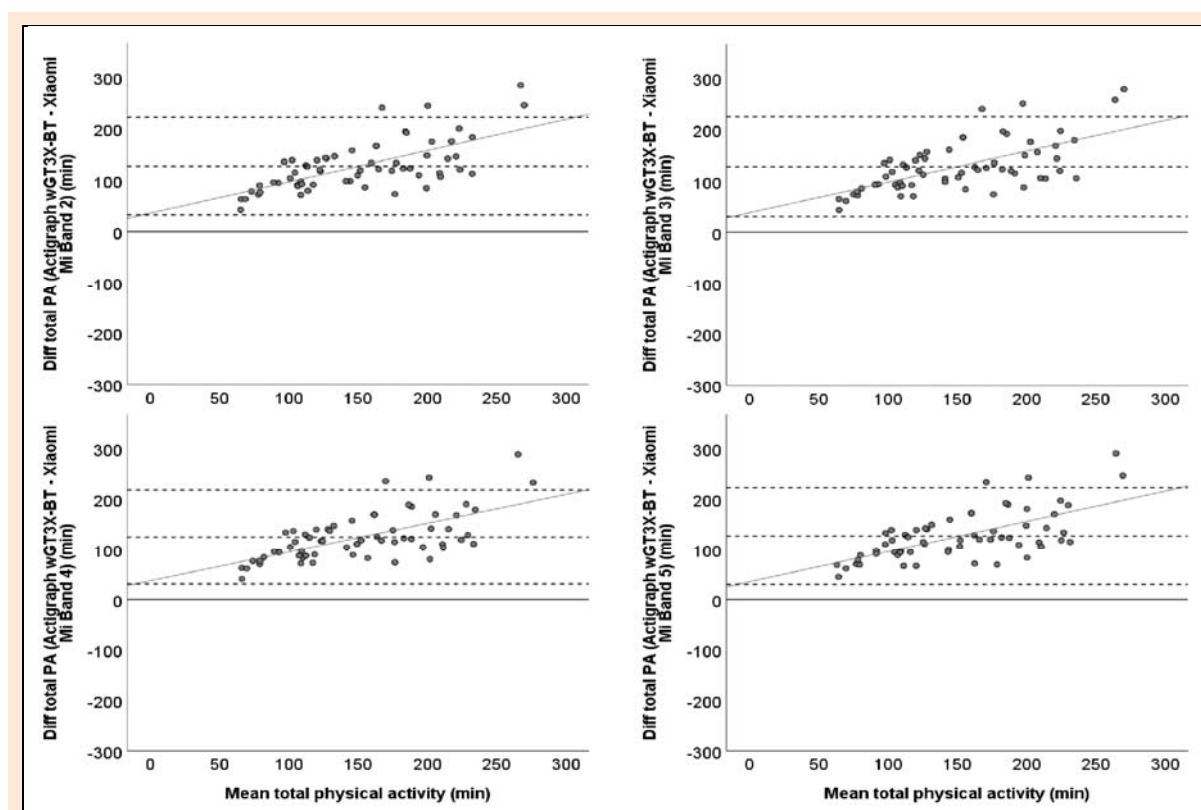 Diff total PA (Actigraph wGT3X-BT - Xiaomi
Mi Band 2) (min)
300
200
100
0
-100
-200
-300
0 50 100 150 200 250 300
Diff total PA (Actigraph wGT3X-BT - Xiaomi
Mi Band 3) (min)
300
200
100
0
-100
-200
-300
0 50 100 150 200 250 300
Diff total PA (Actigraph wGT3X-BT - Xiaomi
Mi Band 4) (min)
300
200
100
0
-100
-200
-300
0 50 100 150 200 250 300
Mean total physical activity (min)
Diff total PA (Actigraph wGT3X-BT - Xiaomi
Mi Band 5) (min)
300
200
100
0
-100
-200
-300
0 50 100 150 200 250 300
Mean total physical activity (min)